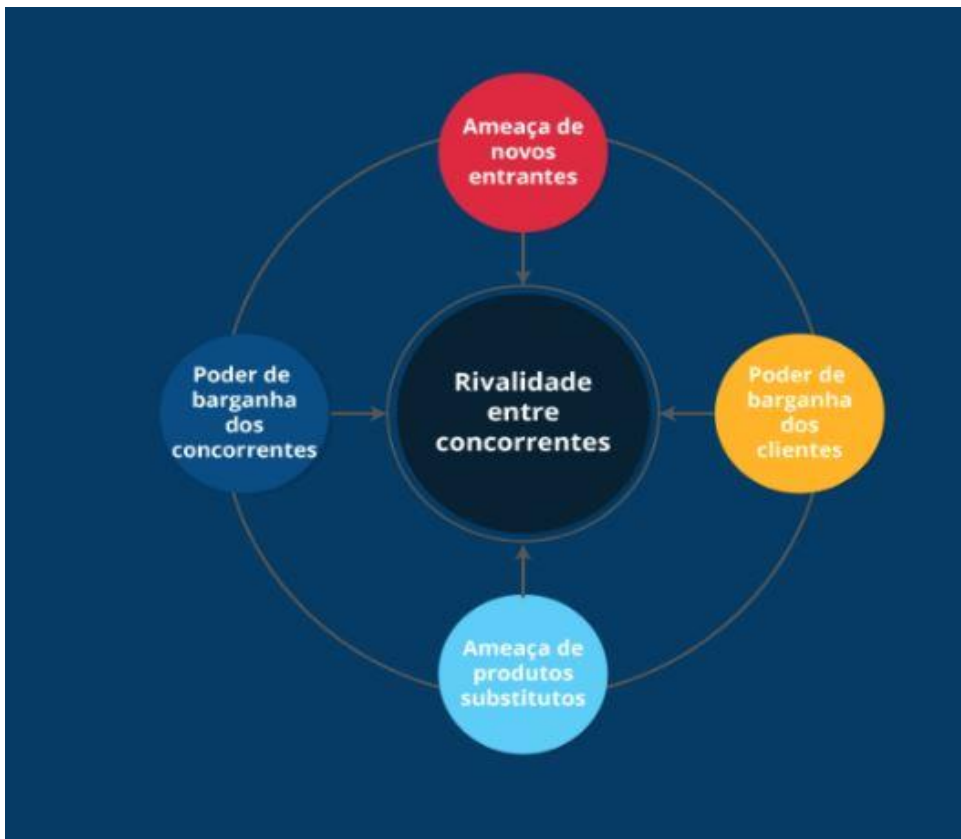 Ameaça de
novos
entrantes
Poder de
barganha
dos
concorrentes
Rivalidade
entre
concorrentes
Poder de
barganha
dos
clientes
Ameaça de
produtos
substitutos